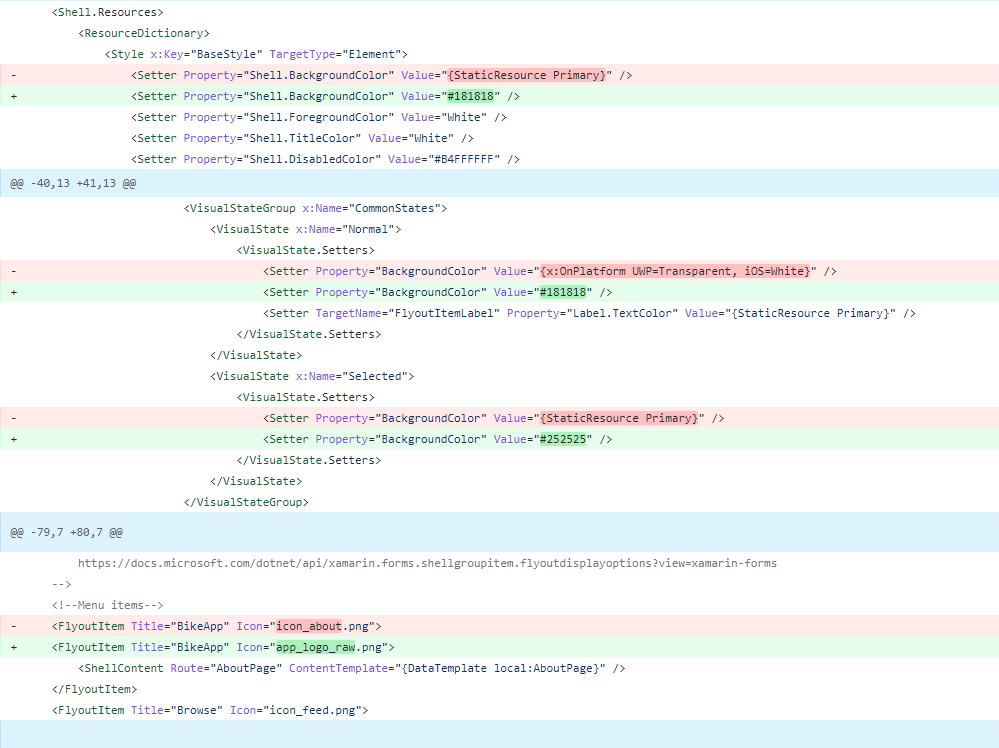 <Shell.Resources>
<ResourceDictionary>
<Style x:Key="BaseStyle" TargetType="Element">
- <Setter Property="Shell.BackgroundColor" Value="{StaticResource Primary}" />
+ <Setter Property="Shell.BackgroundColor" Value="#181818" />
<Setter Property="Shell.ForegroundColor" Value="White" />
<Setter Property="Shell.TitleColor" Value="White" />
<Setter Property="Shell.DisabledColor" Value="#B4FFFFFF" />
@@ -40,13 +41,13 @@
<VisualStateGroup x:Name="CommonStates">
<VisualState x:Name="Normal">
<VisualState.Setters>
- <Setter Property="BackgroundColor" Value="{x:OnPlatform UWP=Transparent, iOS=White}" />
+ <Setter Property="BackgroundColor" Value="#181818" />
<Setter TargetName="FlyoutItemLabel" Property="Label.TextColor" Value="{StaticResource Primary}" />
</VisualState.Setters>
</VisualState>
<VisualState x:Name="Selected">
<VisualState.Setters>
- <Setter Property="BackgroundColor" Value="{StaticResource Primary}" />
+ <Setter Property="BackgroundColor" Value="#252525" />
</VisualState.Setters>
</VisualState>
</VisualStateGroup>
@@ -79,7 +80,7 @@
https://docs.microsoft.com/dotnet/api/xamarin.forms.shellgroupitem.flyoutdisplayoptions?view=xamarin-forms
-->
<!--Menu items-->
- <FlyoutItem Title="BikeApp" Icon="icon_about.png">
+ <FlyoutItem Title="BikeApp" Icon="app_logo_raw.png">
<ShellContent Route="AboutPage" ContentTemplate="{DataTemplate local:AboutPage}" />
</FlyoutItem>
<FlyoutItem Title="Browse" Icon="icon_feed.png">